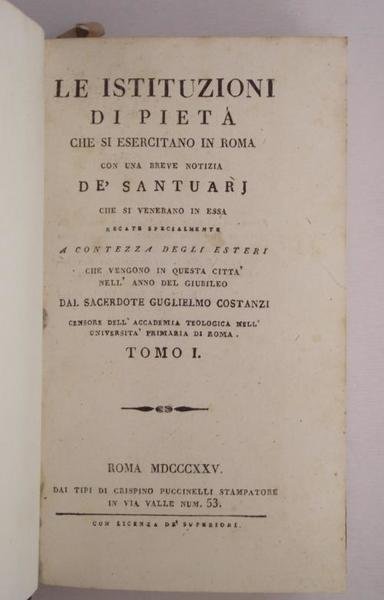 LE ISTITUZIONI
DI PIETÀ
CHE SI ESERCITANO IN ROMA
CON UNA BREVE NOTIZIA
DE' SANTUARJ
CHE SI VENERANO IN ESSA
RECATE SPECIALMENTE
A CONTEZZA DEGLI ESTERI
CHE VENGONO IN QUESTA CITTA'
NELL' ANNO DEL GIUBILEO
DAL SACERDOTE GUGLIELMO COSTANZI
CENSORE DELL' ACCADEMIA TEOLOGICA NELL'
UNIVERSITA' PRIMARIA DI ROMA.
TOMO I.
ROMA MDCCCXXV.
DAI TIPI DI CRISPINO PUCCINELLI STAMPATORE
IN VIA VALLE NUM. 53.
CON LICENZA DE' SUPERIORI.